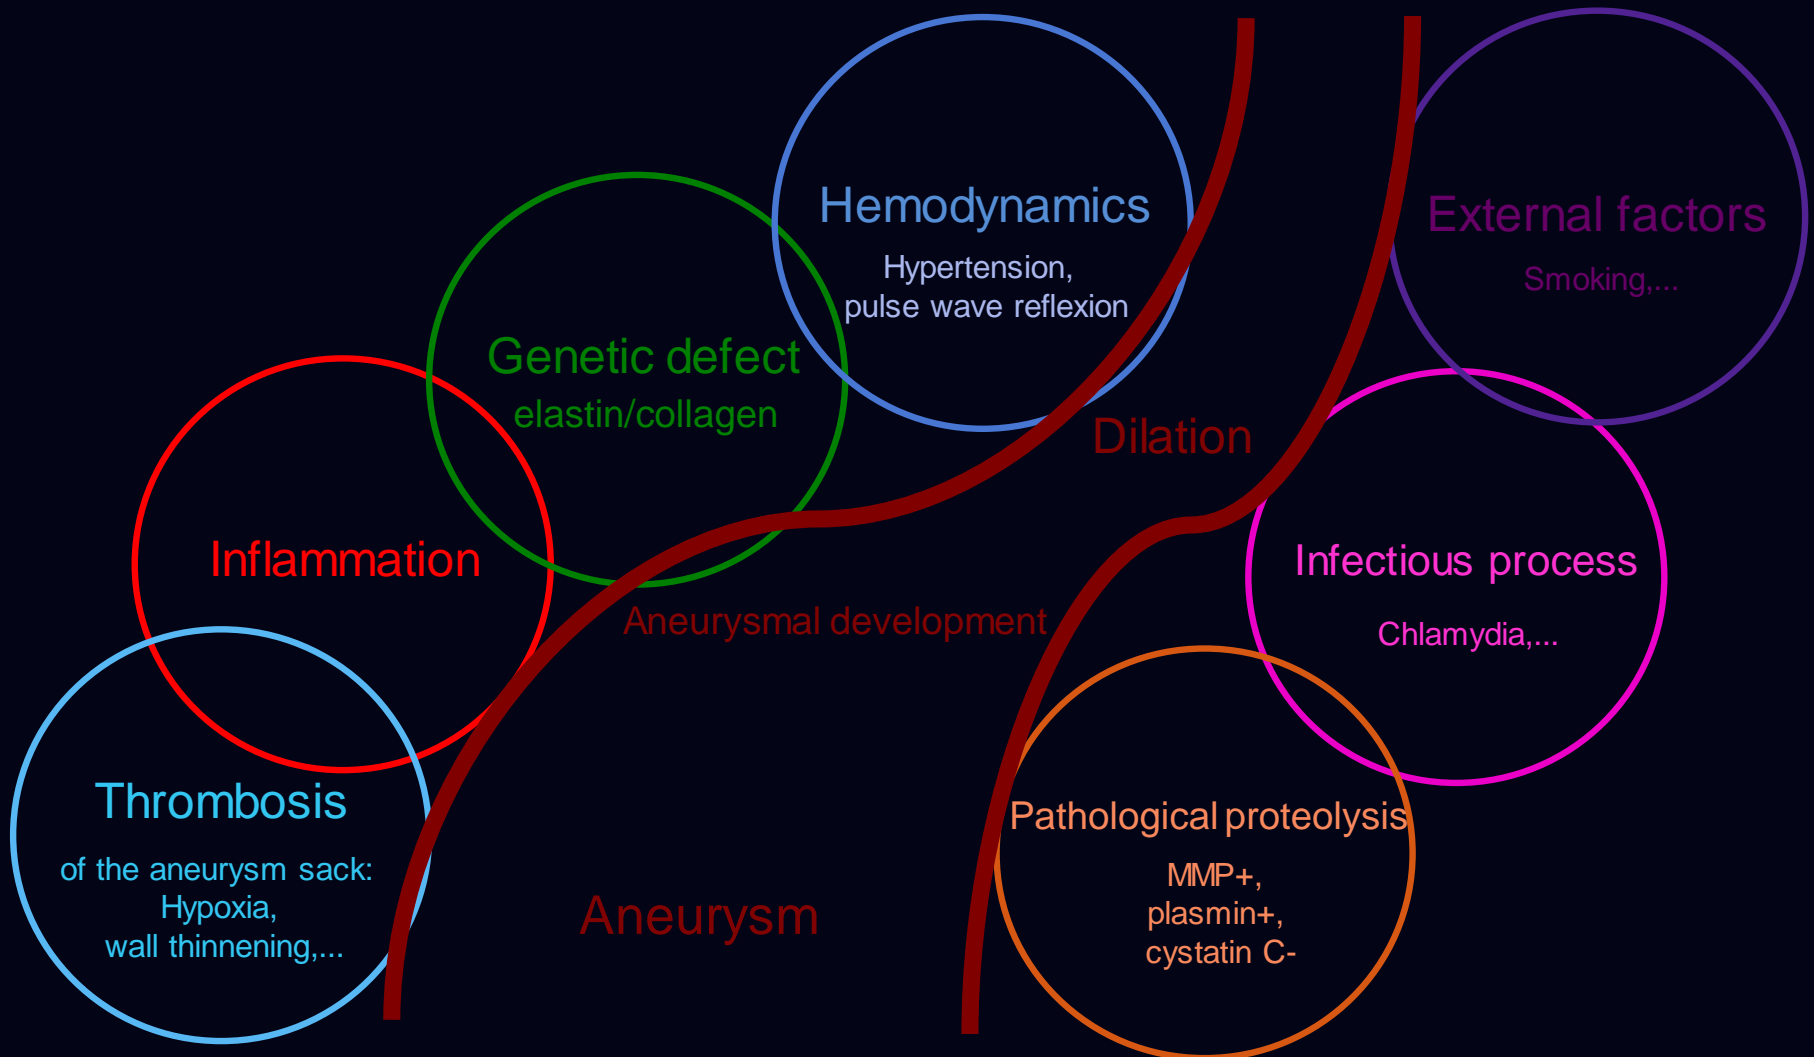 Hemodynamics
Hypertension,
pulse wave reflexion
External factors
Smoking,...
Genetic defect
elastin/collagen
Dilation
Inflammation
Infectious process
Chlamydia,...
Aneurysmal development
Thrombosis
of the aneurysm sack:
Hypoxia,
wall thinnening,...
Pathological proteolysis
MMP+,
plasmin+,
cystatin C-
Aneurysm